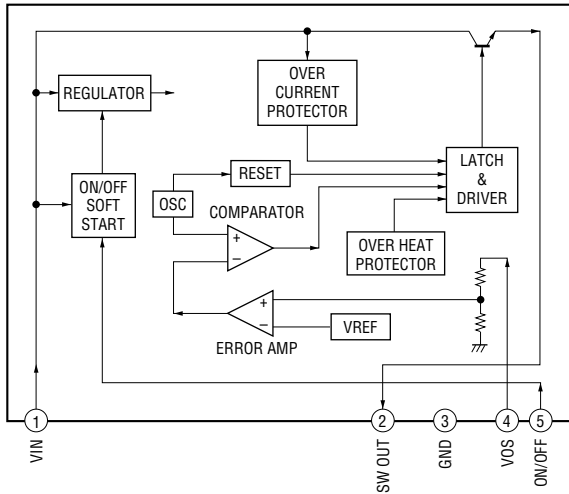 OVER
CURRENT
PROTECTOR
REGULATOR
LATCH
&
DRIVER
RESET
ON/OFF
SOFT
START
OSC
COMPARATOR
+
−
OVER HEAT
PROTECTOR
+
−
VREF
ERROR AMP
1
2
3
4
5
VIN
SW OUT
GND
VOS
ON/OFF